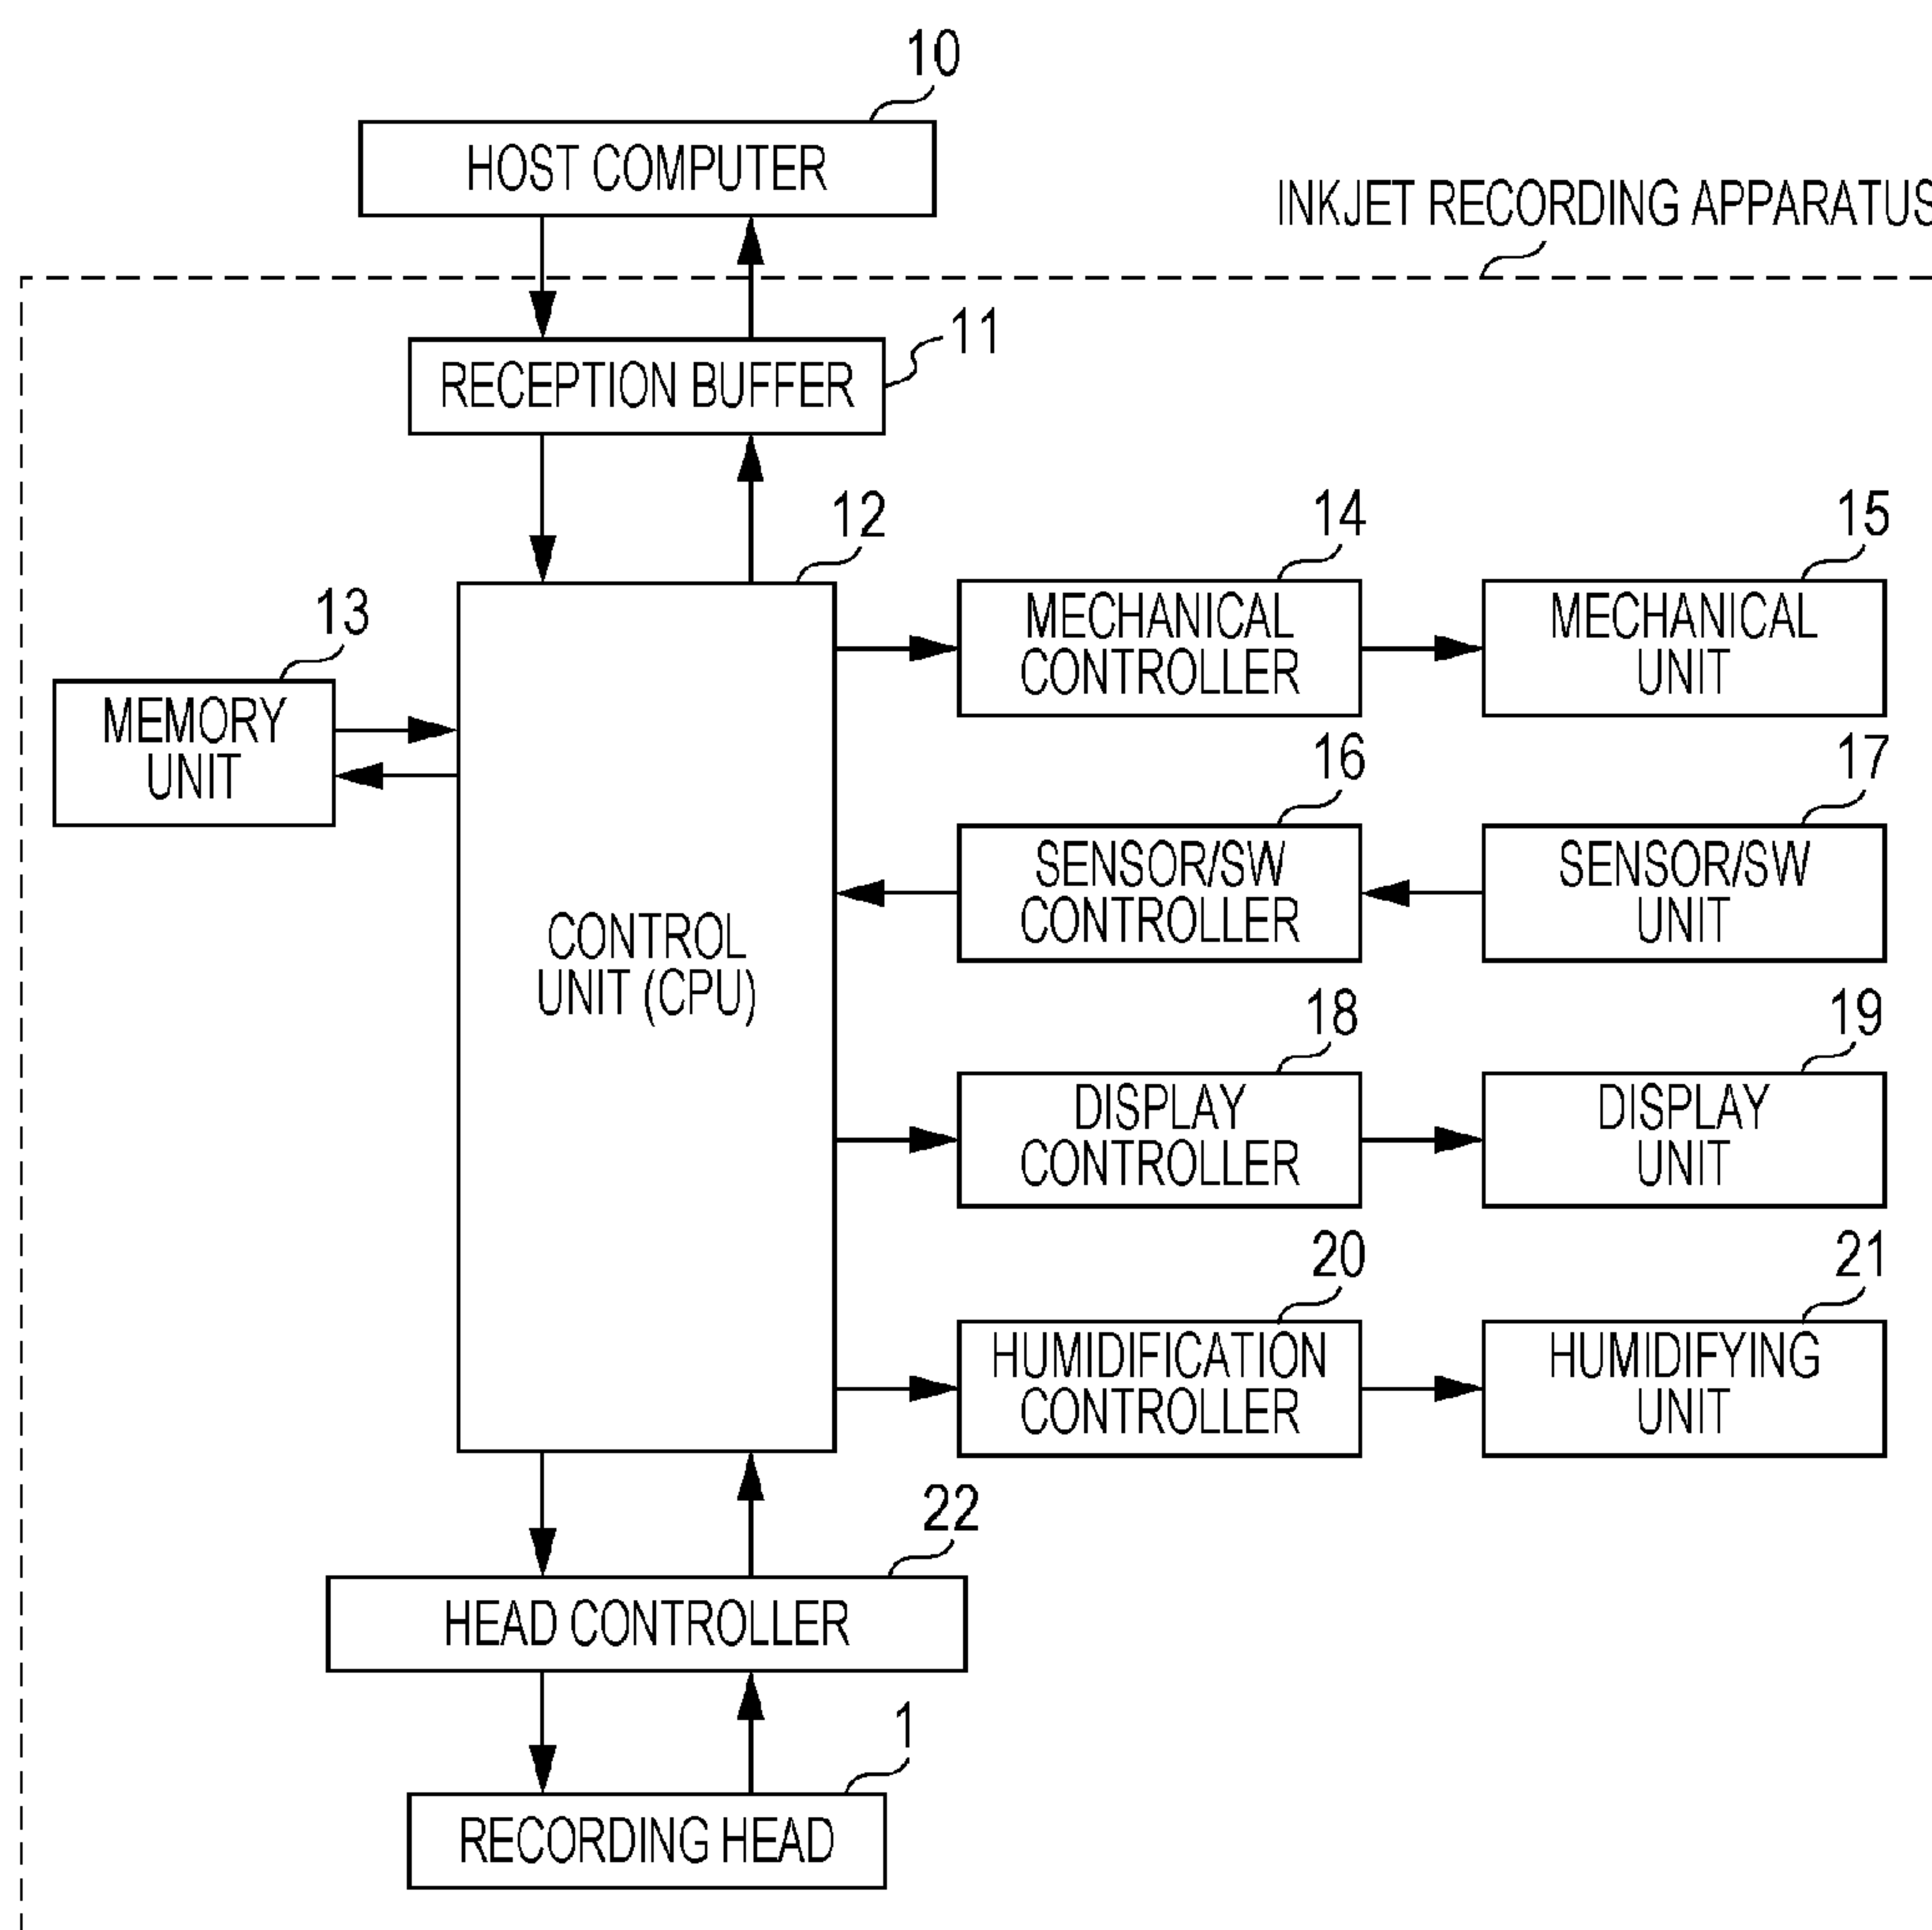 10
HOST COMPUTER
INKJET RECORDING APPARATUS
11
RECEPTION BUFFER
12
14
15
13
MECHANICAL
CONTROLLER
MECHANICAL
UNIT
MEMORY
UNIT
16
17
SENSOR/SW
CONTROLLER
SENSOR/SW
UNIT
CONTROL
UNIT (CPU)
18
19
DISPLAY
CONTROLLER
DISPLAY
UNIT
20
21
HUMIDIFICATION
CONTROLLER
HUMIDIFYING
UNIT
22
HEAD CONTROLLER
1
RECORDING HEAD